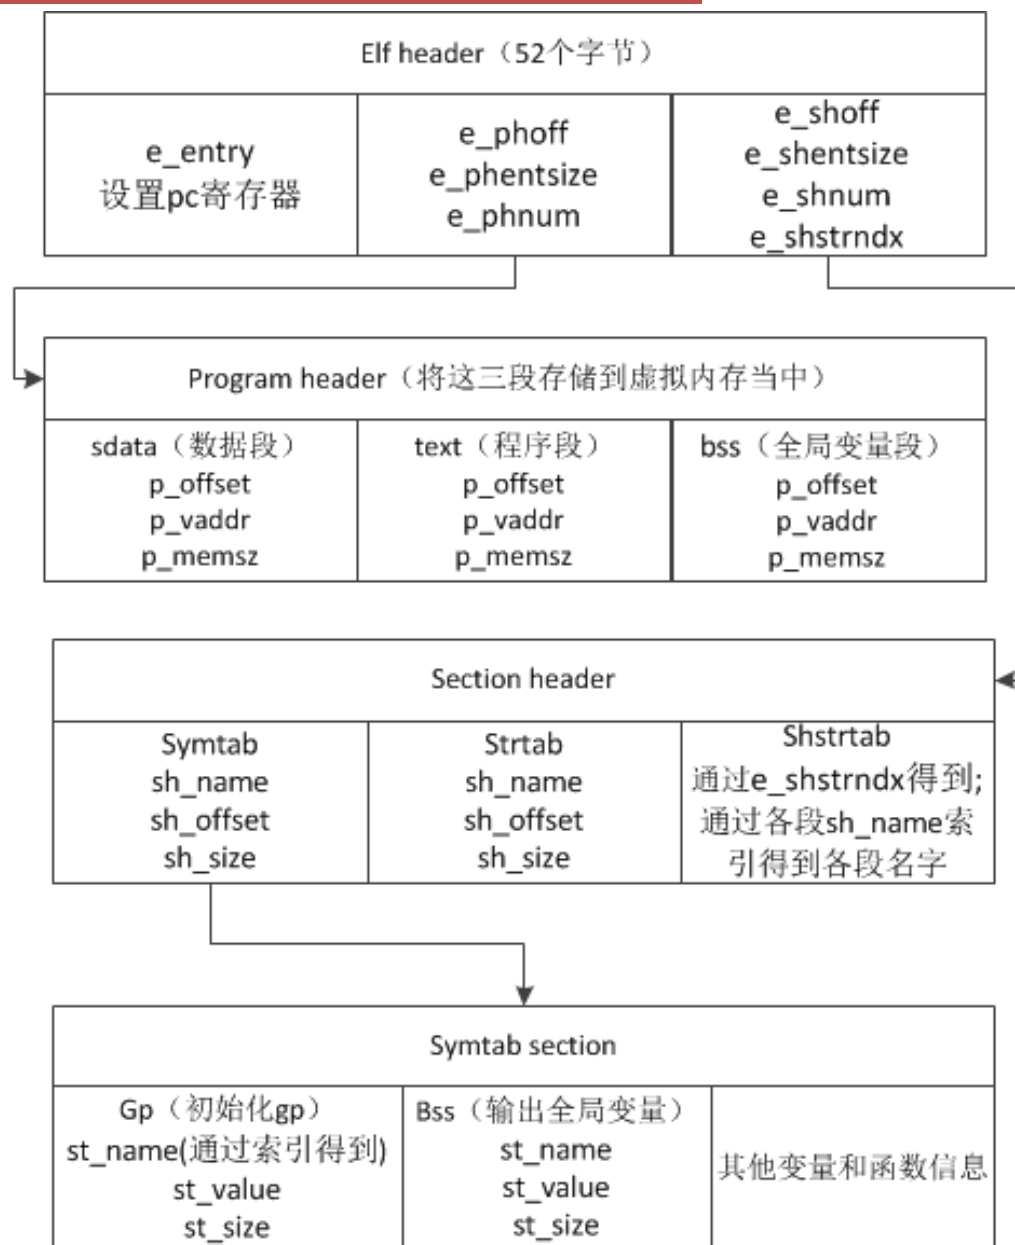 Elf header（52个字节）
e_entry
设置pc寄存器
e_phoff
e_phentsize
e_phnum
e_shoff
e_shentsize
e_shnum
e_shstrndx
Program header（将这三段存储到虚拟内存当中）
sdata（数据段）
p_offset
p_vaddr
p_memsz
text（程序段）
p_offset
p_vaddr
p_memsz
bss（全局变量段）
p_offset
p_vaddr
p_memsz
Section header
Symtab
sh_name
sh_offset
sh_size
Strtab
sh_name
sh_offset
sh_size
Shstrtab
通过e_shstrndx得到;
通过各段sh_name索
引得到各段名字
Symtab section
Gp（初始化gp）
st_name(通过索引得到)
st_value
st_size
Bss（输出全局变量）
st_name
st_value
st_size
其他变量和函数信息